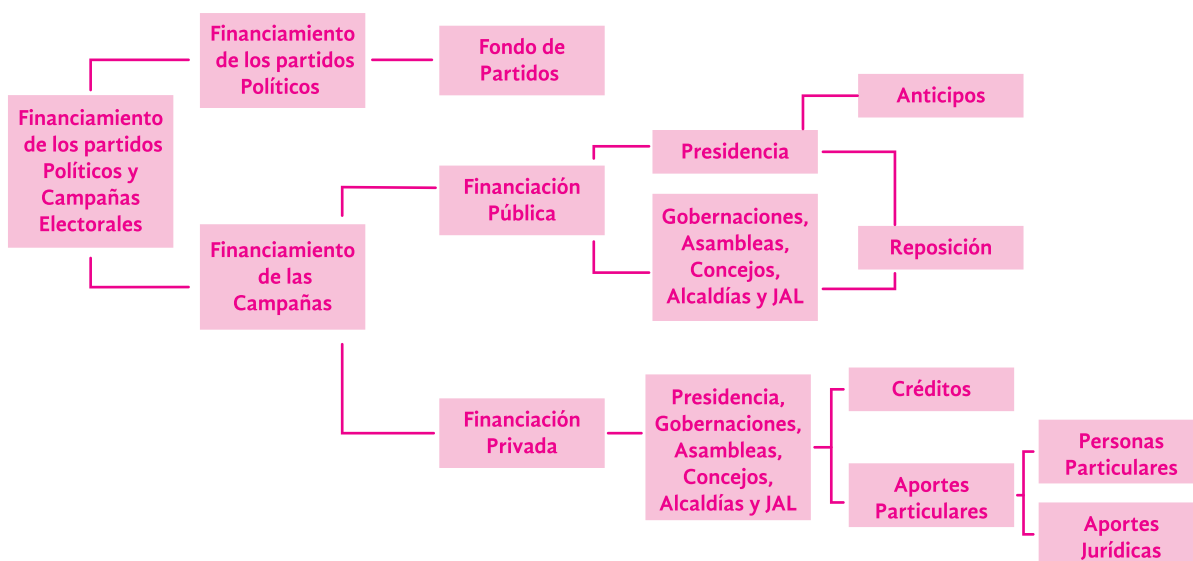 Financiamiento
de los partidos
Políticos y
Campañas
Electorales
Financiamiento
de los partidos
Políticos
Fondo de
Partidos
Financiamiento
de las
Campañas
Financiación
Pública
Presidencia
Anticipos
Gobernaciones,
Asambleas,
Concejos,
Alcaldías y JAL
Reposición
Financiación
Privada
Presidencia,
Gobernaciones,
Asambleas,
Concejos,
Alcaldías y JAL
Créditos
Aportes
Particulares
Personas
Particulares
Aportes
Jurídicas